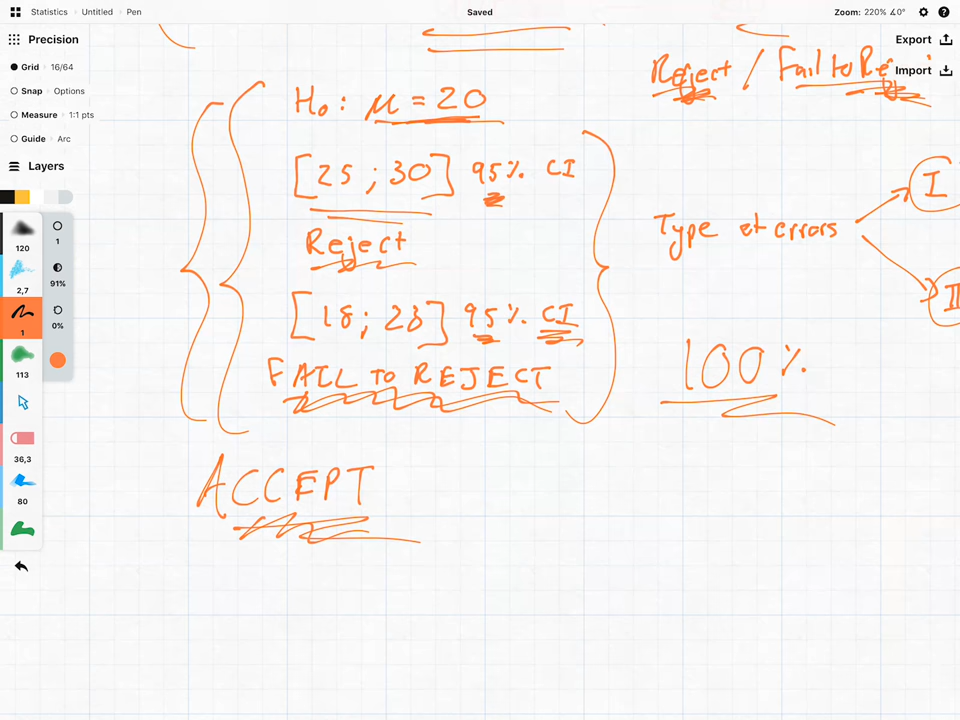 Statistics › Untitled › Pen
Saved
Zoom: 220% ∡0°
Precision
Grid 16/64
Snap Options
Measure 1:1 pts
Guide Arc
Layers
Export
Import
120
1
2,7
91%
1
0%
113
36,3
80
Reject / Fail to Re
H₀: μ = 20
[25 ; 30] 95% CI
Reject
[18 ; 23] 95% CI
FAIL TO REJECT
ACCEPT
Type of errors
I
II
100%